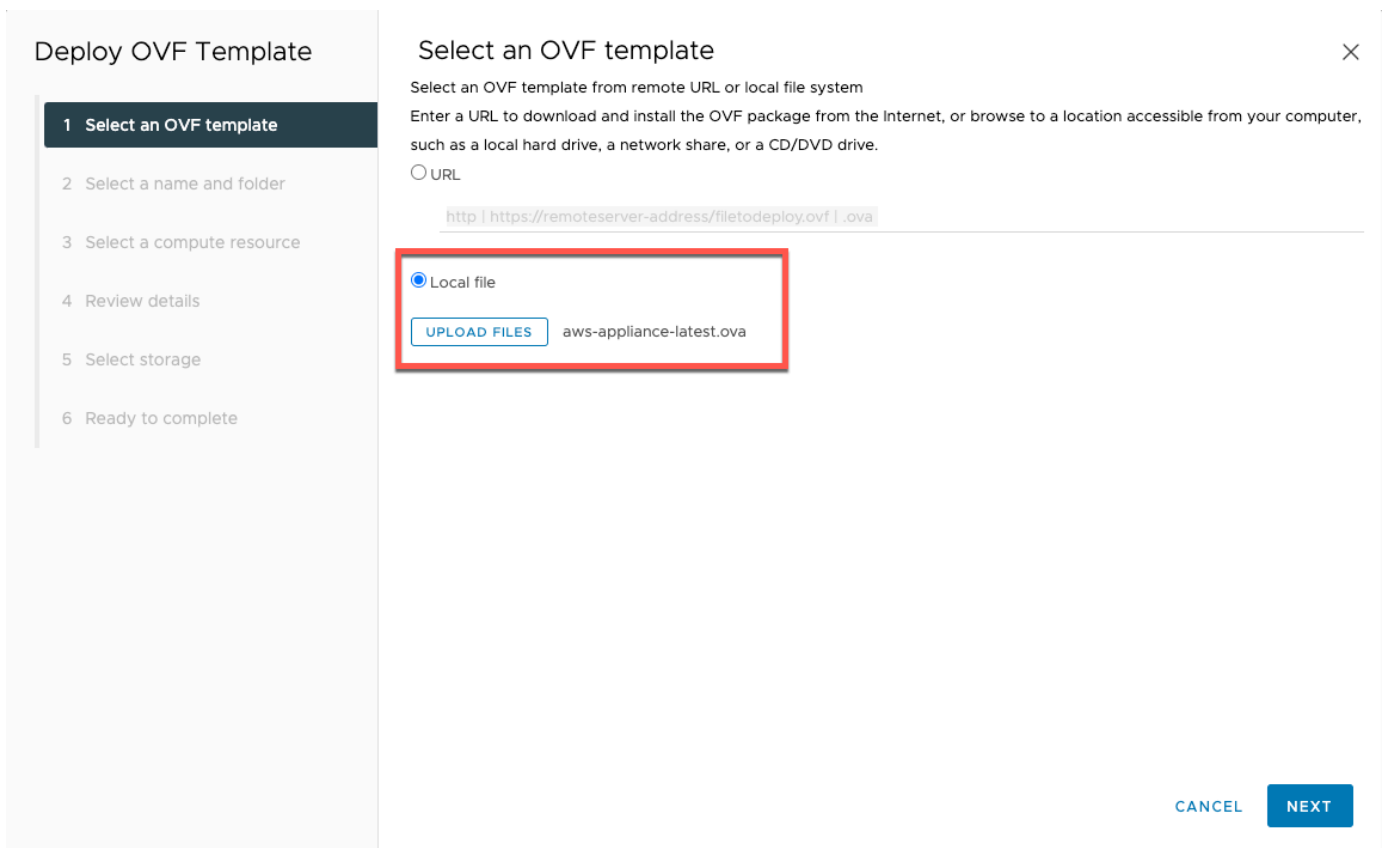 Deploy OVF Template
1 Select an OVF template
2 Select a name and folder
3 Select a compute resource
4 Review details
5 Select storage
6 Ready to complete
Select an OVF template
Select an OVF template from remote URL or local file system
Enter a URL to download and install the OVF package from the Internet, or browse to a location accessible from your computer,
such as a local hard drive, a network share, or a CD/DVD drive.
URL
http | https://remoteserver-address/filetodeploy.ovf | .ova
Local file
UPLOAD FILES aws-appliance-latest.ova
CANCEL NEXT